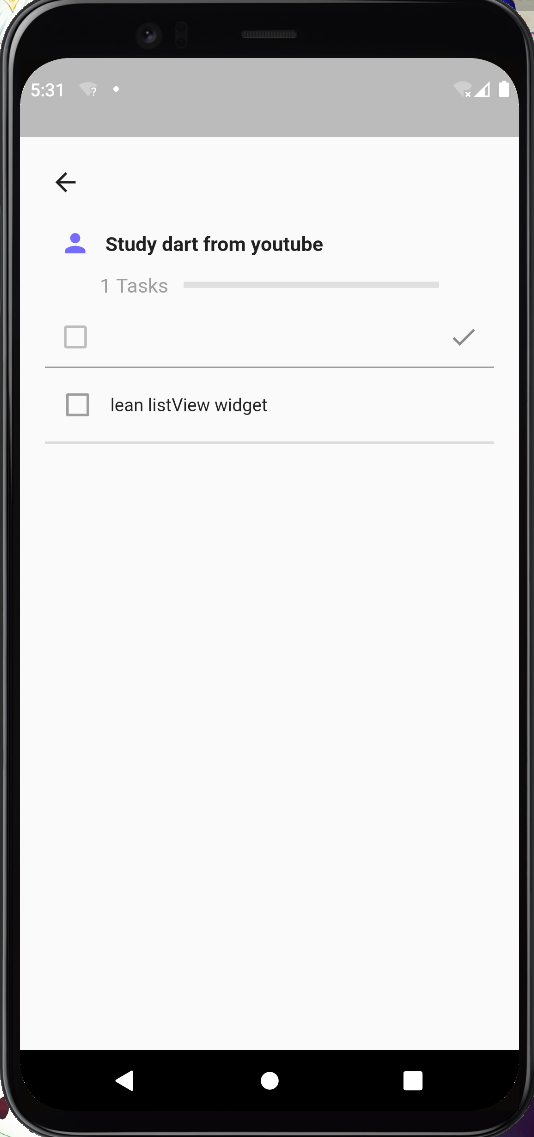 5:31
Study dart from youtube
1 Tasks
lean listView widget